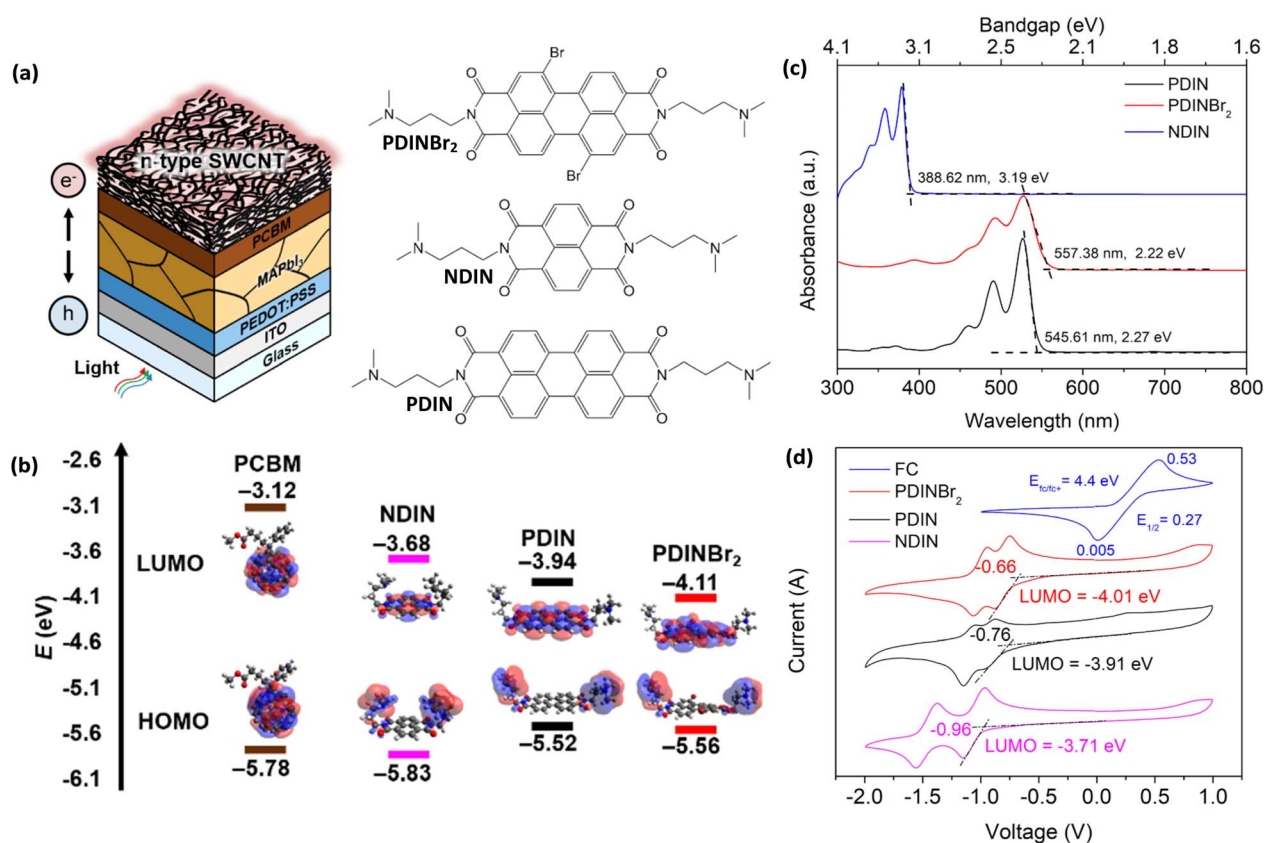 (a)
n-type SWCNT
e-
PCBM
MAPbI3
h
PEDOT:PSS
ITO
Glass
Light
Br
O
O
N
N
N
N
PDINBr2
O
O
Br
O
O
N
N
N
N
NDIN
O
O
O
O
N
N
N
N
PDIN
O
O
(b)
-2.6
-3.1
-3.6
-4.1
-4.6
-5.1
-5.6
-6.1
E (eV)
LUMO
HOMO
PCBM
–3.12
NDIN
–3.68
PDIN
–3.94
PDINBr2
–4.11
–5.78
–5.83
–5.52
–5.56
(c)
Bandgap (eV)
4.1 3.1 2.5 2.1 1.8 1.6
PDIN
PDINBr2
NDIN
388.62 nm, 3.19 eV
557.38 nm, 2.22 eV
545.61 nm, 2.27 eV
Absorbance (a.u.)
300 400 500 600 700 800
Wavelength (nm)
(d)
FC
PDINBr2
PDIN
NDIN
0.53
Efc/fc+ = 4.4 eV
E1/2 = 0.27
0.005
-0.66
LUMO = -4.01 eV
-0.76
LUMO = -3.91 eV
-0.96
LUMO = -3.71 eV
Current (A)
-2.0 -1.5 -1.0 -0.5 0.0 0.5 1.0
Voltage (V)